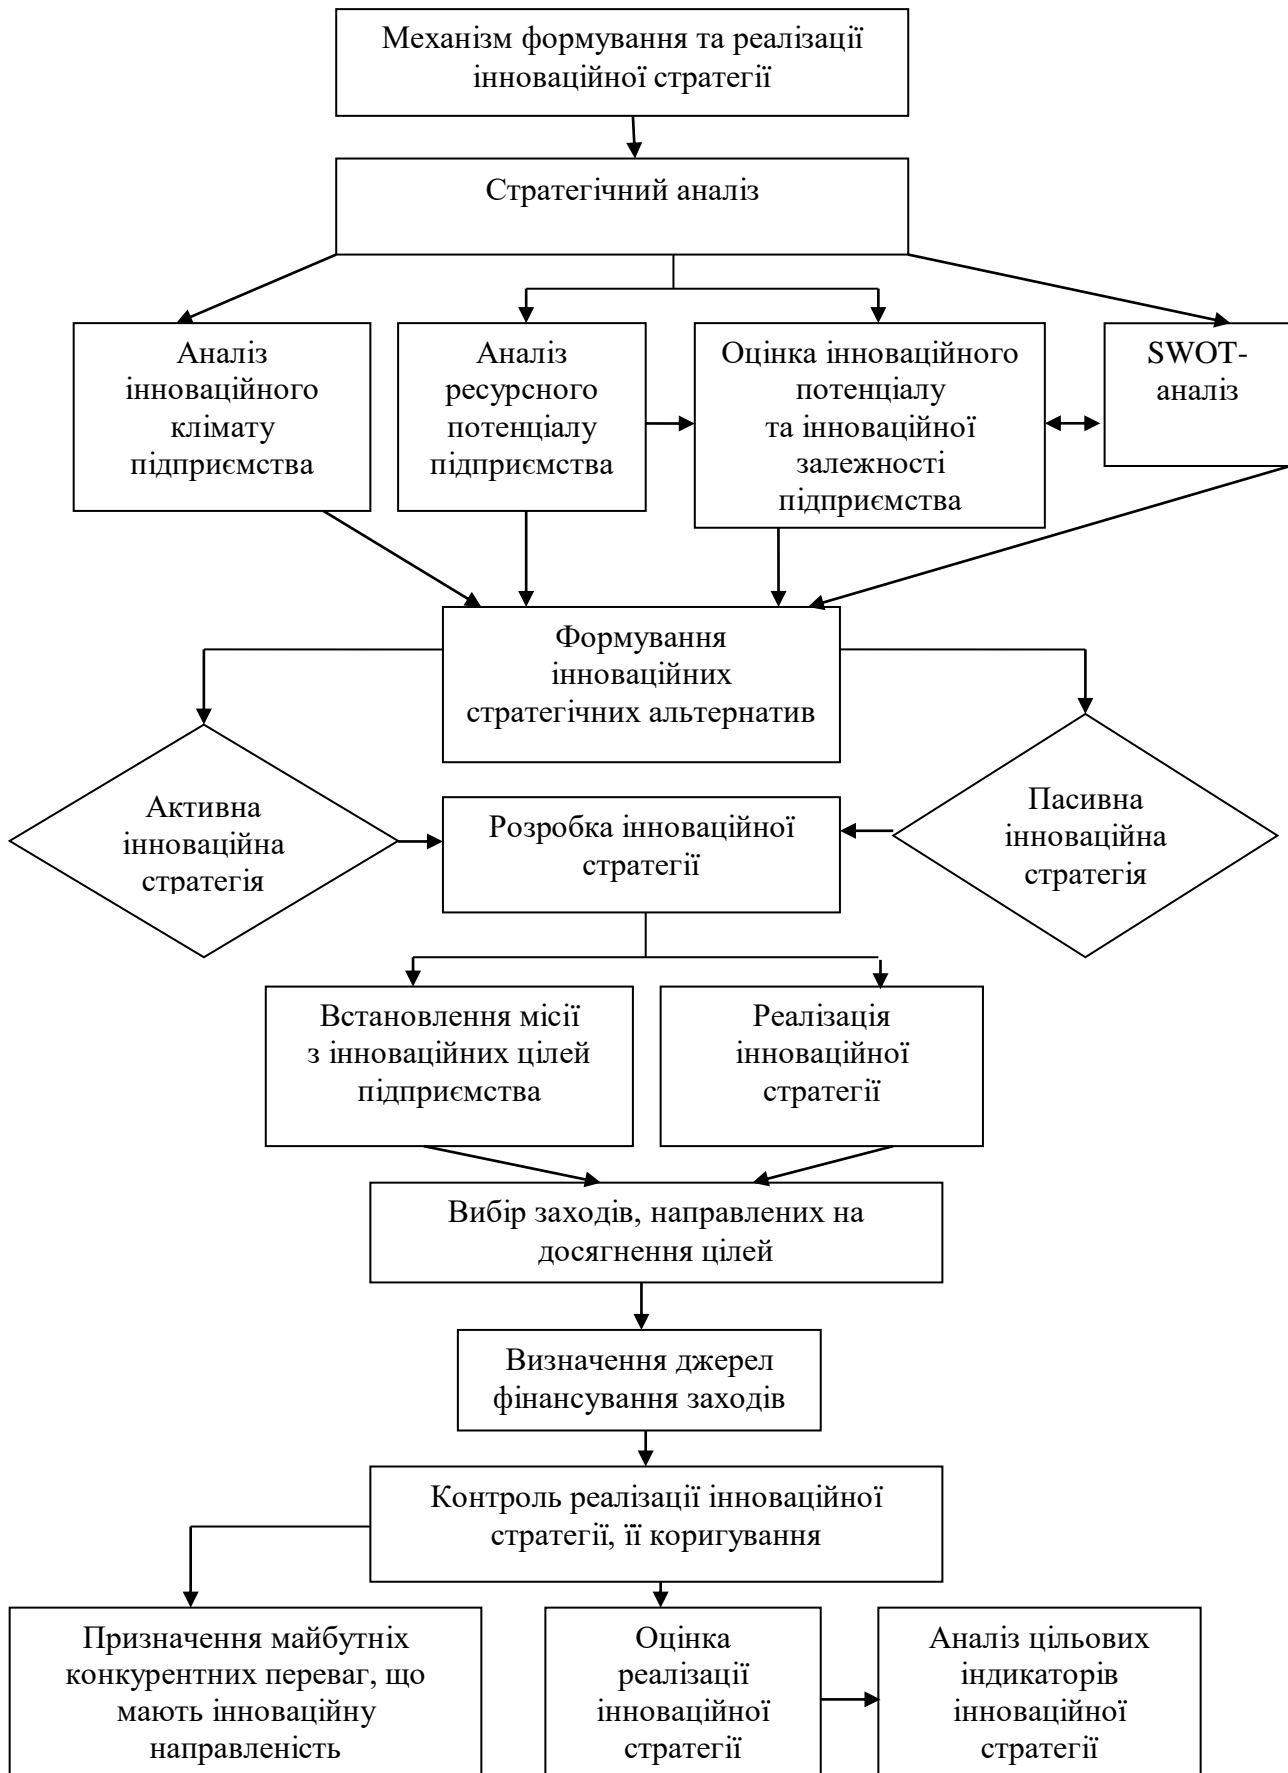 Механізм формування та реалізації
інноваційної стратегії
Стратегічний аналіз
Аналіз
інноваційного
клімату
підприємства
Аналіз
ресурсного
потенціалу
підприємства
Оцінка інноваційного
потенціалу
та інноваційної
залежності
підприємства
SWOT-
аналіз
Формування
інноваційних
стратегічних альтернатив
Активна
інноваційна
стратегія
Розробка інноваційної
стратегії
Пасивна
інноваційна
стратегія
Встановлення місії
з інноваційних цілей
підприємства
Реалізація
інноваційної
стратегії
Вибір заходів, направлених на
досягнення цілей
Визначення джерел
фінансування заходів
Контроль реалізації інноваційної
стратегії, її коригування
Призначення майбутніх
конкурентних переваг, що
мають інноваційну
направленість
Оцінка
реалізації
інноваційної
стратегії
Аналіз цільових
індикаторів
інноваційної
стратегії